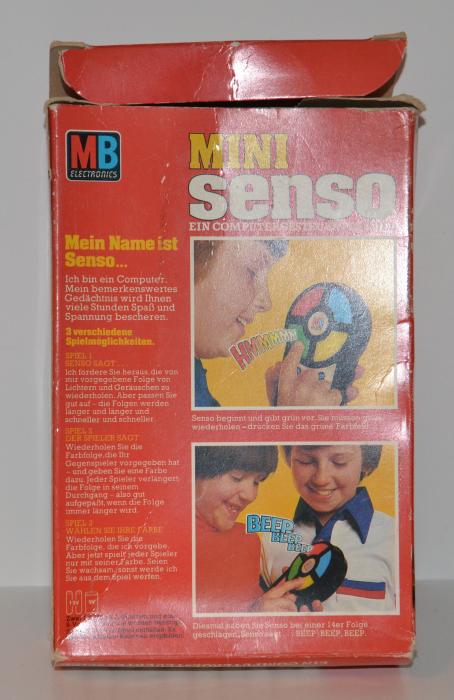 MB
ELECTRONICS
MINI
senso
EIN COMPUTERGESTEUERTES
Mein Name ist
Senso...
Ich bin ein Computer.
Mein bemerkenswertes
Gedächtnis wird Ihnen
viele Stunden Spaß und
Spannung bescheren.
3 verschiedene
Spielmöglichkeiten.
SPIEL 1
SENSO SAGT...
Ich fordere Sie heraus, die von
mir vorgegebene Folge von
Lichtern und Geräuschen zu
wiederholen. Aber passen Sie
gut auf – die Folgen werden
länger und länger und
schneller und schneller.
SPIEL 2
DER SPIELER SAGT
Wiederholen Sie die
Farbfolge, die Ihr
Gegenspieler vorgegeben hat
– und geben Sie eine Farbe
dazu. Jeder Spieler verlängert
die Folge in seinem
Durchgang – also gut
aufgepaßt, wenn die Folge
immer länger wird.
SPIEL 3
WÄHLEN SIE IHRE FARBE
Wiederholen Sie die
Farbfolge, die ich vorgebe.
Aber jetzt spielt jeder Spieler
nur mit seiner Farbe. Seien
Sie wachsam, sonst werde ich
Sie aus dem Spiel werfen.
HMMMMM
MB
Senso beginnt und gibt grün vor. Sie müssen grün
wiederholen – drücken Sie das grüne Farbfeld.
BEEP
BEEP
BEEP
Diesmal haben Sie Senso bei einer 14er Folge
geschlagen. Senso sagt ... BEEP, BEEP, BEEP.